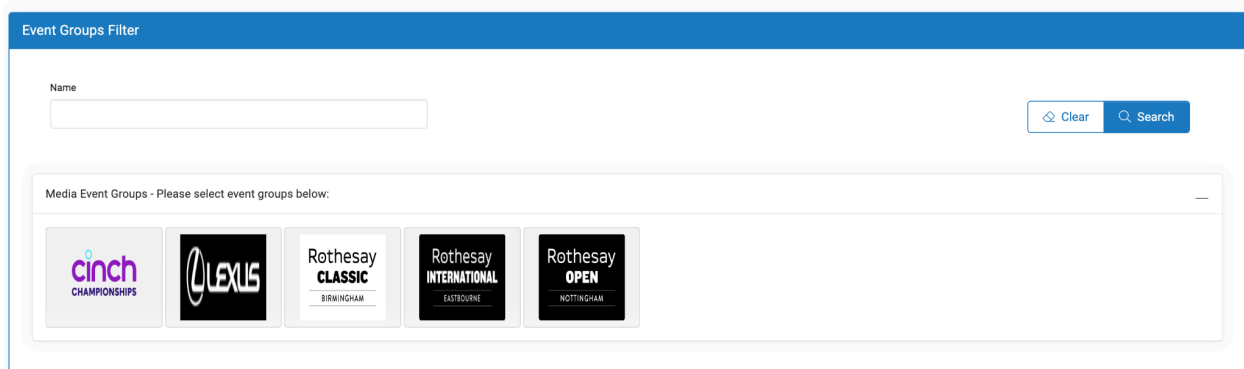 Event Groups Filter
Name
Clear
Search
Media Event Groups - Please select event groups below:
cinch
CHAMPIONSHIPS
LEXUS
Rothesay
CLASSIC
BIRMINGHAM
Rothesay
INTERNATIONAL
EASTBOURNE
Rothesay
OPEN
NOTTINGHAM